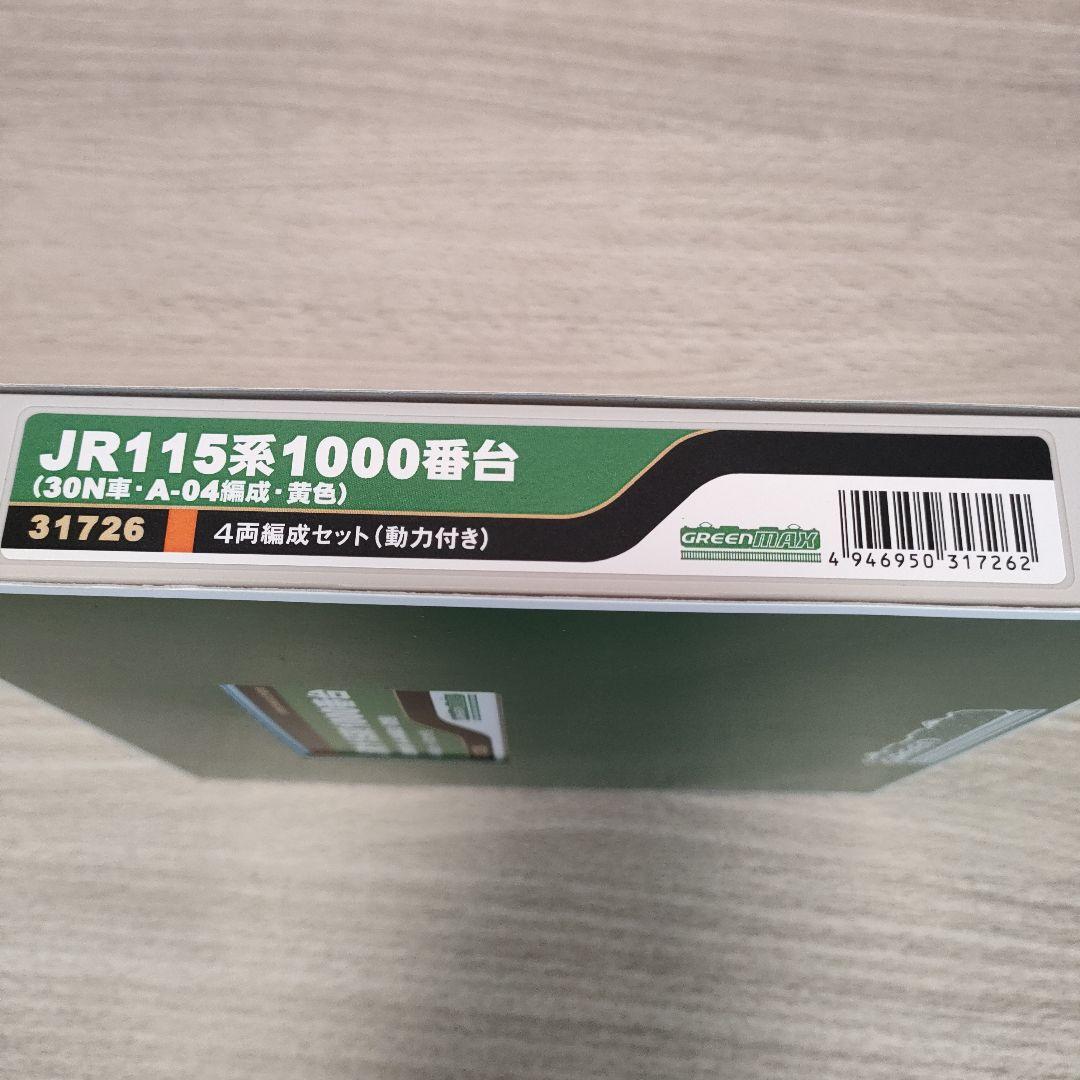 JR115系1000番台
(30N車・A-04編成・黄色)
31726
4両編成セット(動力付き)
GREENMAX
4 946950 317262